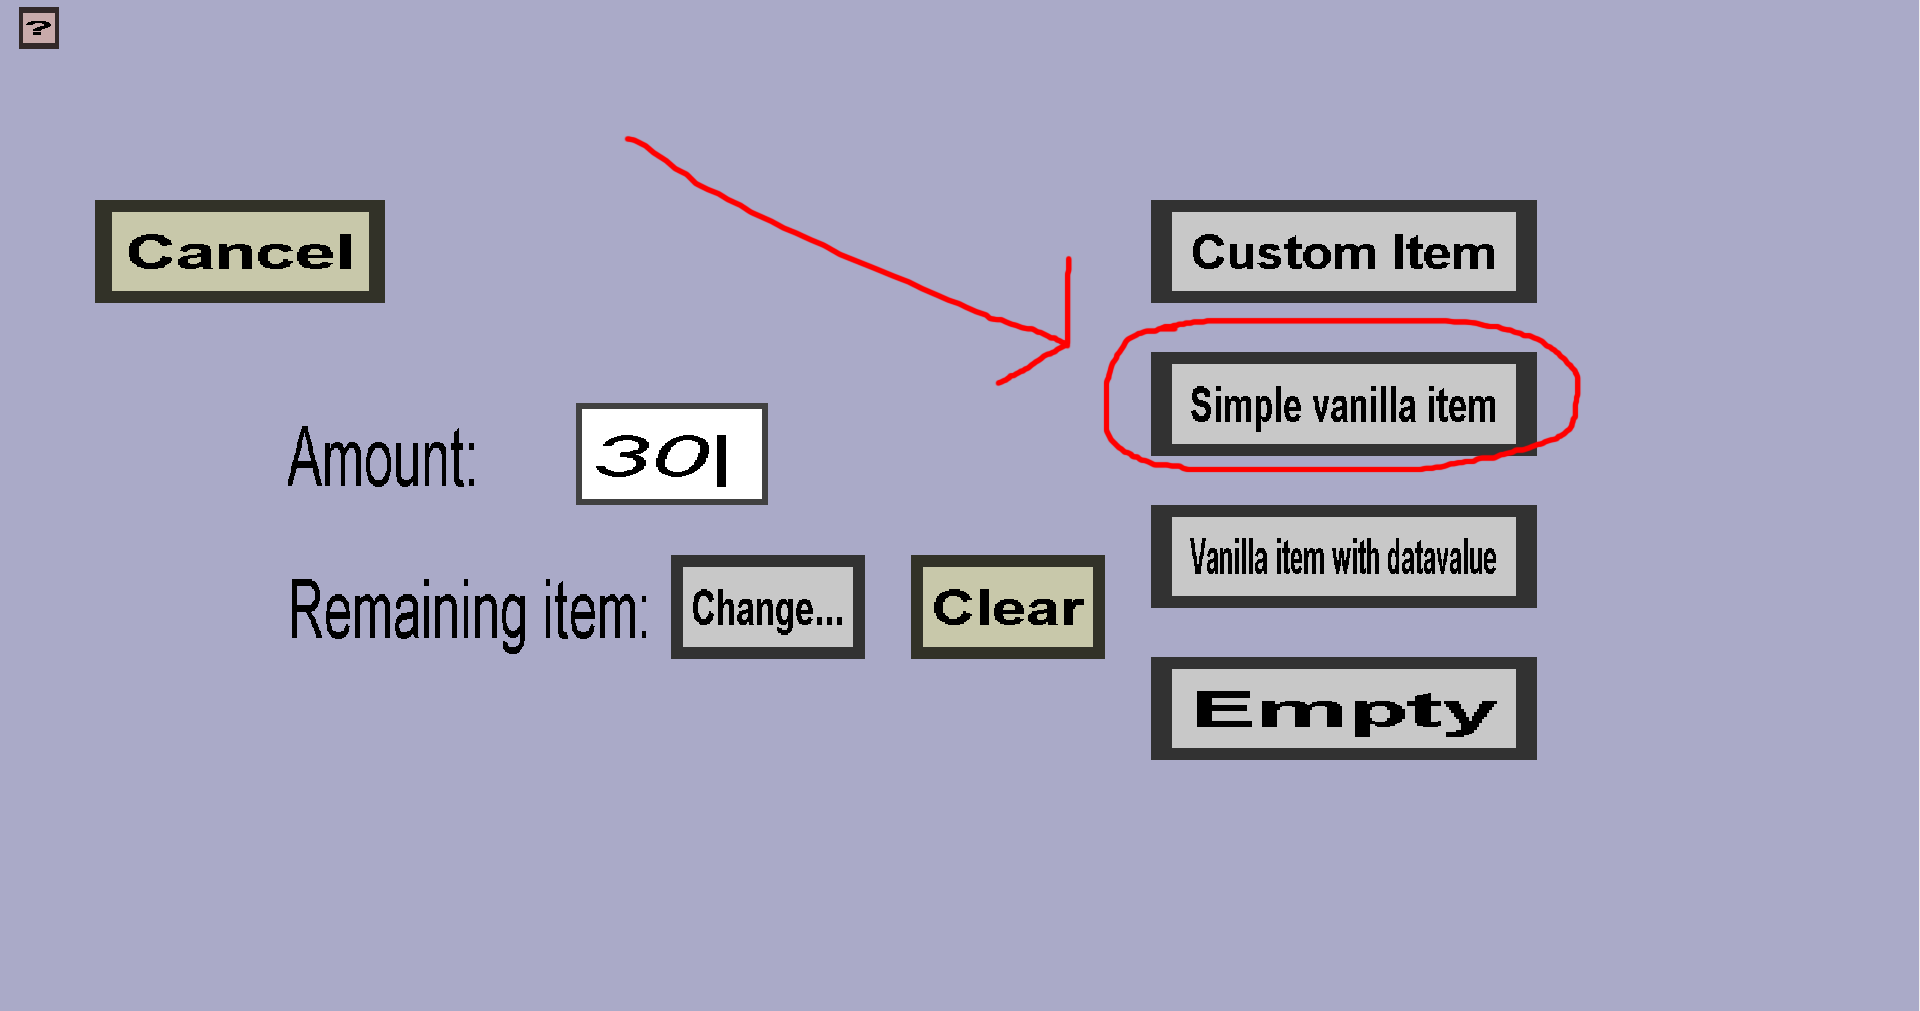 ?
Cancel
Custom Item
Simple vanilla item
Amount: 30
Vanilla item with datavalue
Remaining item: Change... Clear
Empty